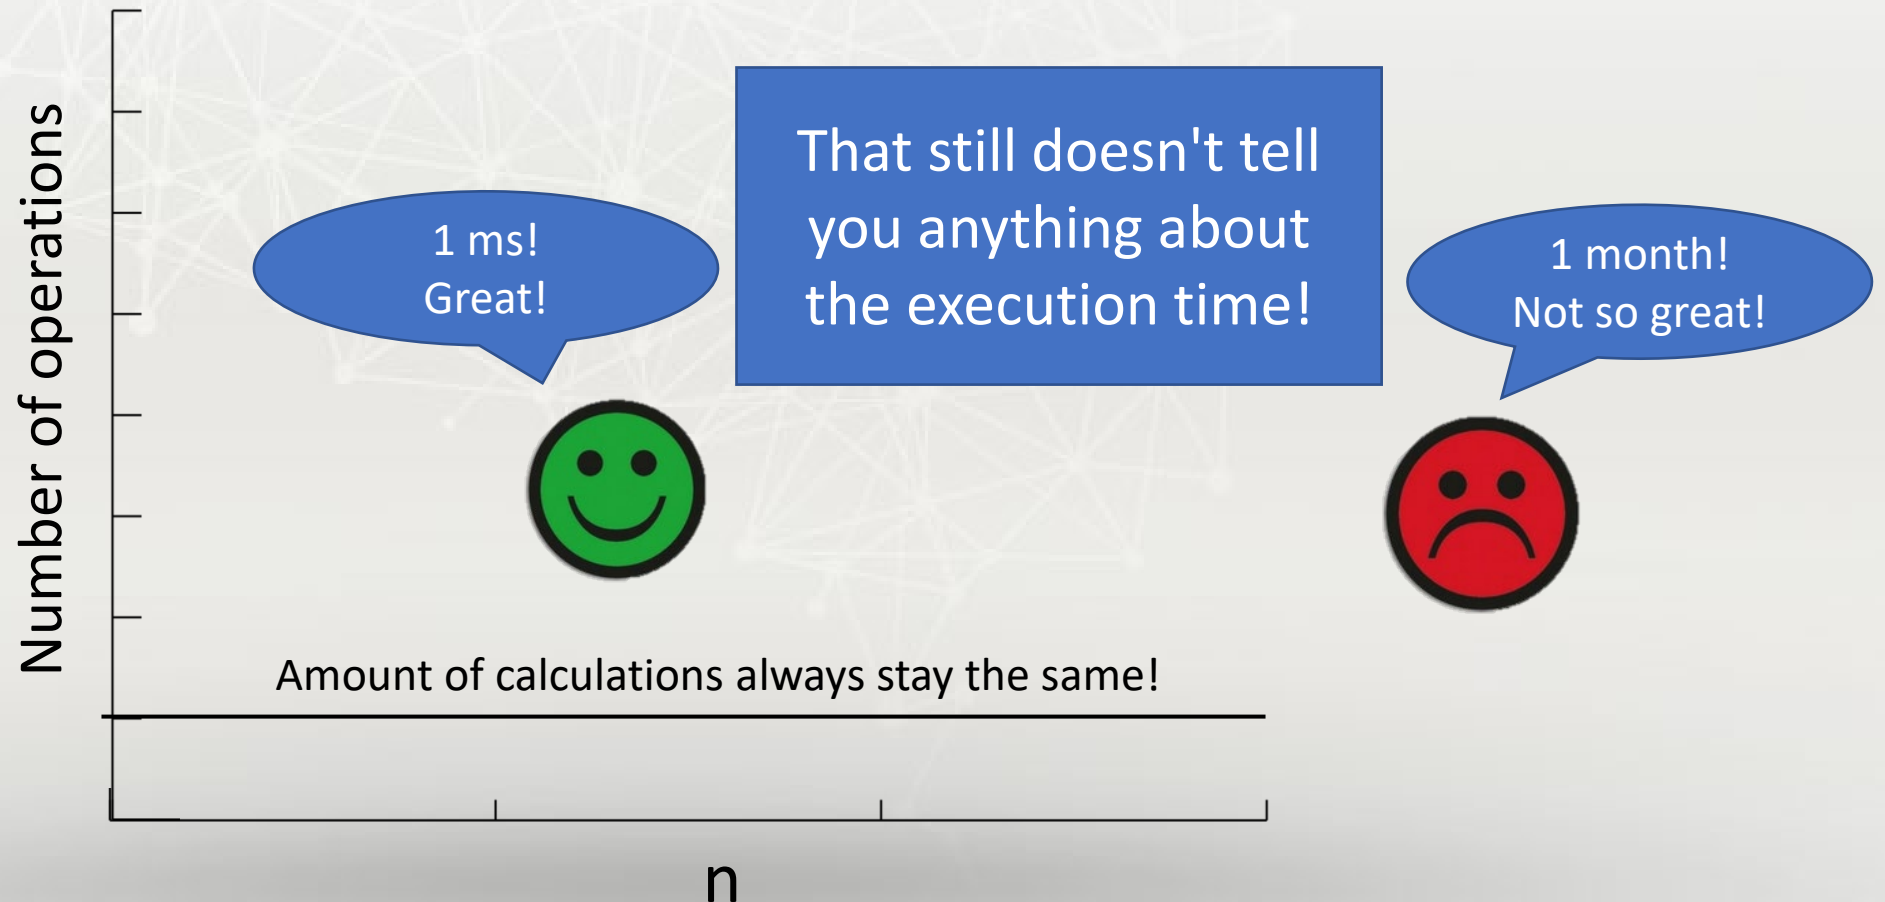 Number of operations
1 ms!
Great!
That still doesn't tell
you anything about
the execution time!
1 month!
Not so great!
Amount of calculations always stay the same!
n